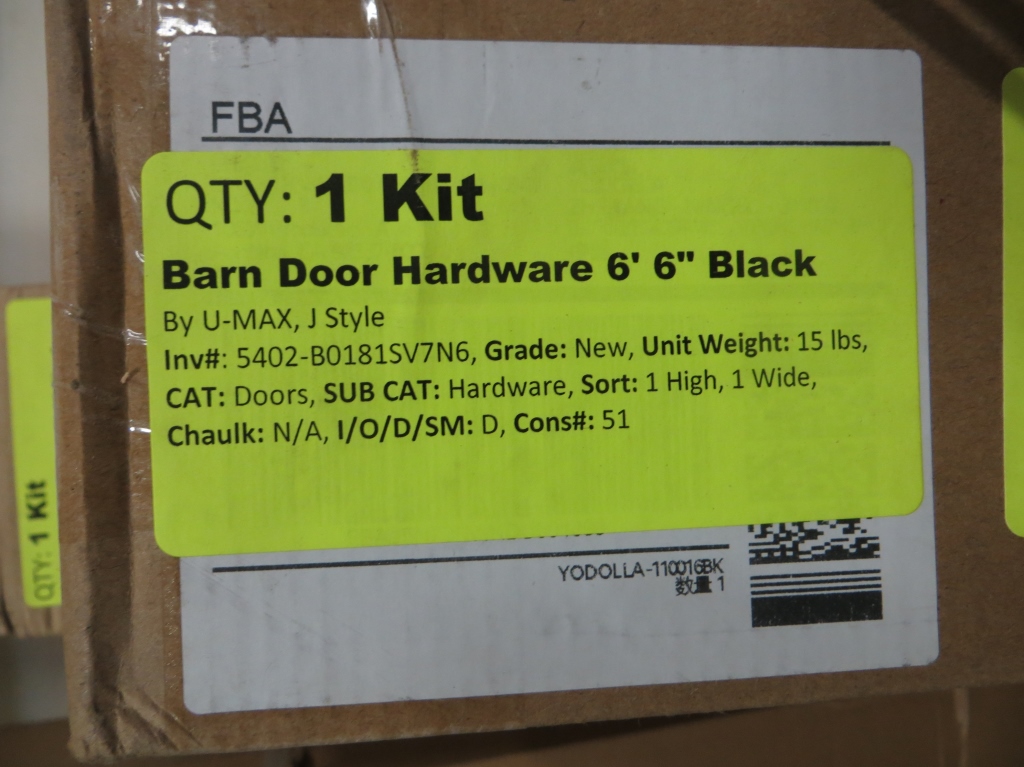 FBA
QTY: 1 Kit
Barn Door Hardware 6' 6" Black
By U-MAX, J Style
Inv#: 5402-B0181SV7N6, Grade: New, Unit Weight: 15 lbs,
CAT: Doors, SUB CAT: Hardware, Sort: 1 High, 1 Wide,
Chaulk: N/A, I/O/D/SM: D, Cons#: 51
数量 1
QTY: 1 Kit